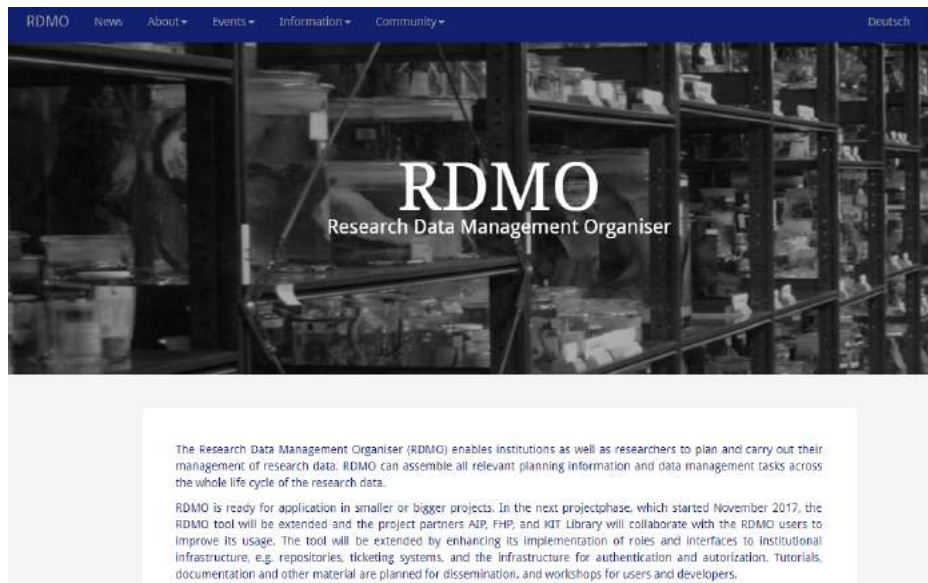 RDMO News About Events Information Community Deutsch
RDMO
Research Data Management Organiser
The Research Data Management Organiser (RDMO) enables institutions as well as researchers to plan and carry out their
management of research data. RDMO can assemble all relevant planning information and data management tasks across
the whole life cycle of the research data.
RDMO is ready for application in smaller or bigger projects. In the next projectphase, which started November 2017, the
RDMO tool will be extended and the project partners AIP, FHP, and KIT Library will collaborate with the RDMO users to
improve its usage. The tool will be extended by enhancing its implementation of roles and interfaces to institutional
infrastructure, e.g. repositories, ticketing systems, and the infrastructure for authentication and autorization. Tutorials,
documentation and other material are planned for dissemination, and workshops for users and developers.